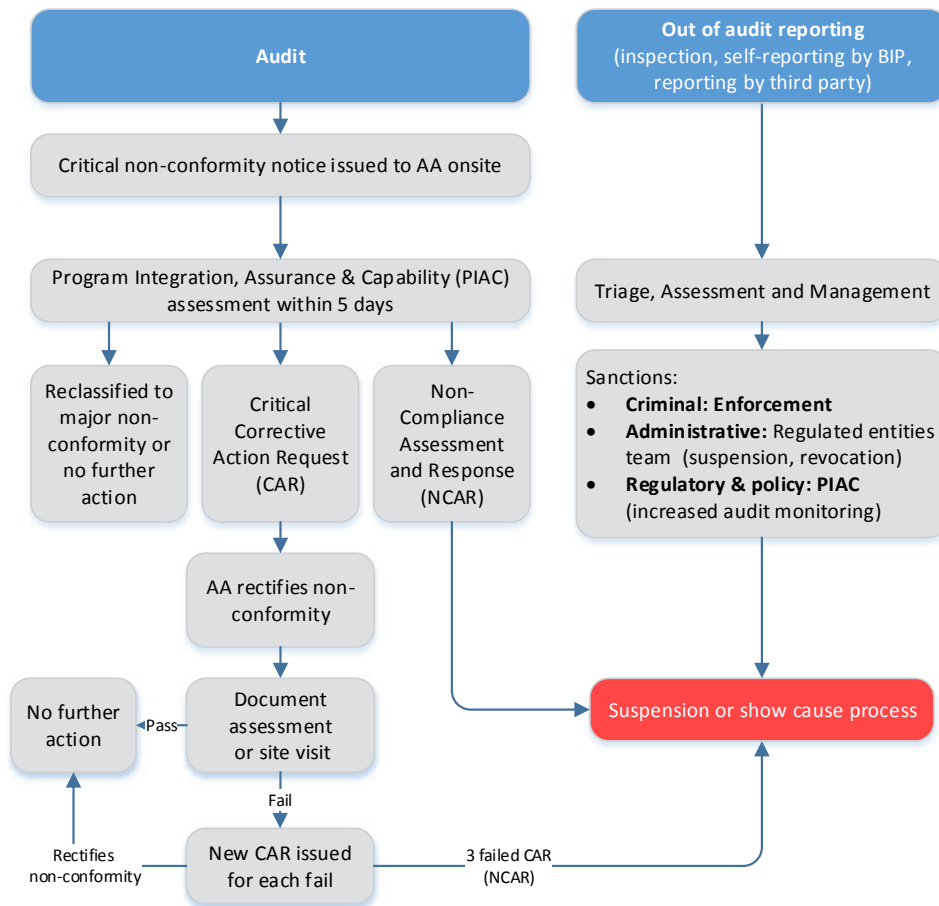 Audit
Out of audit reporting
(inspection, self-reporting by BIP,
reporting by third party)
Critical non-conformity notice issued to AA onsite
Program Integration, Assurance & Capability (PIAC)
assessment within 5 days
Triage, Assessment and Management
Reclassified to
major non-
conformity or
no further
action
Critical
Corrective
Action Request
(CAR)
Non-
Compliance
Assessment
and Response
(NCAR)
Sanctions:
• Criminal: Enforcement
• Administrative: Regulated entities
team (suspension, revocation)
• Regulatory & policy: PIAC
(increased audit monitoring)
AA rectifies non-
conformity
No further
action
Pass
Document
assessment
or site visit
Suspension or show cause process
Fail
Rectifies
non-conformity
New CAR issued
for each fail
3 failed CAR
(NCAR)